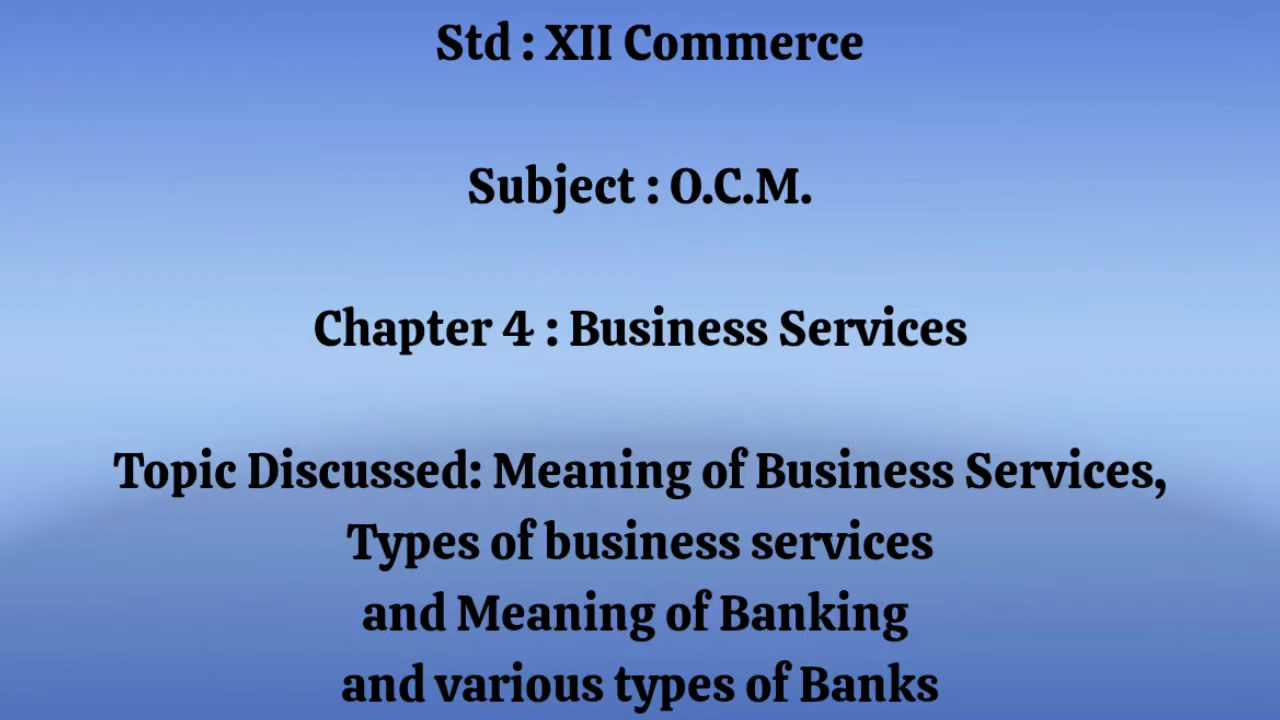 Std : XII Commerce
Subject : O.C.M.
Chapter 4 : Business Services
Topic Discussed: Meaning of Business Services,
Types of business services
and Meaning of Banking
and various types of Banks